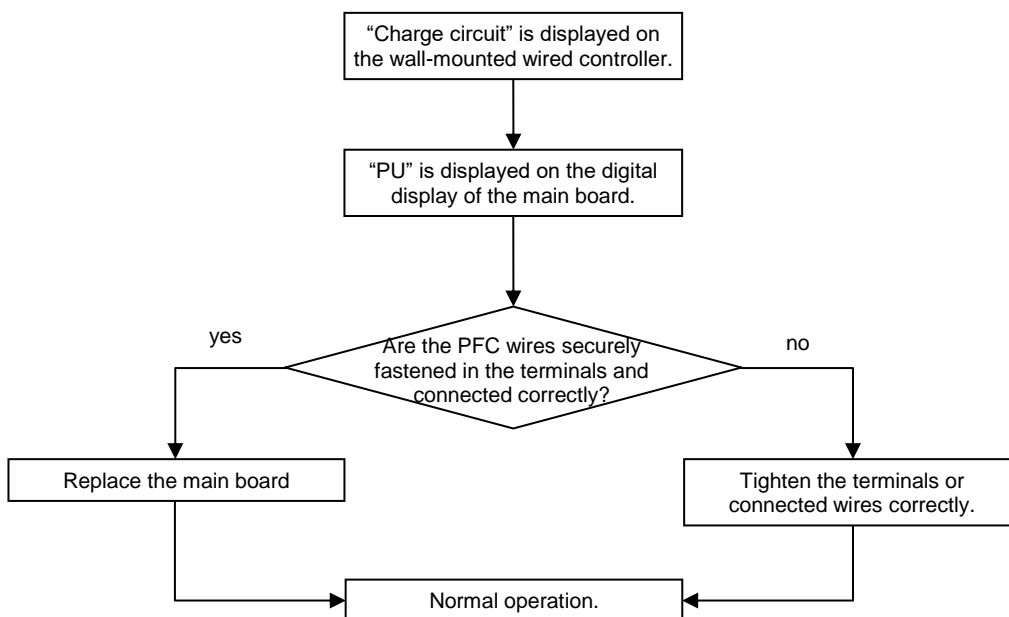 “Charge circuit” is displayed on
the wall-mounted wired controller.
“PU” is displayed on the digital
display of the main board.
yes
Are the PFC wires securely
fastened in the terminals and
connected correctly?
no
Replace the main board
Tighten the terminals or
connected wires correctly.
Normal operation.